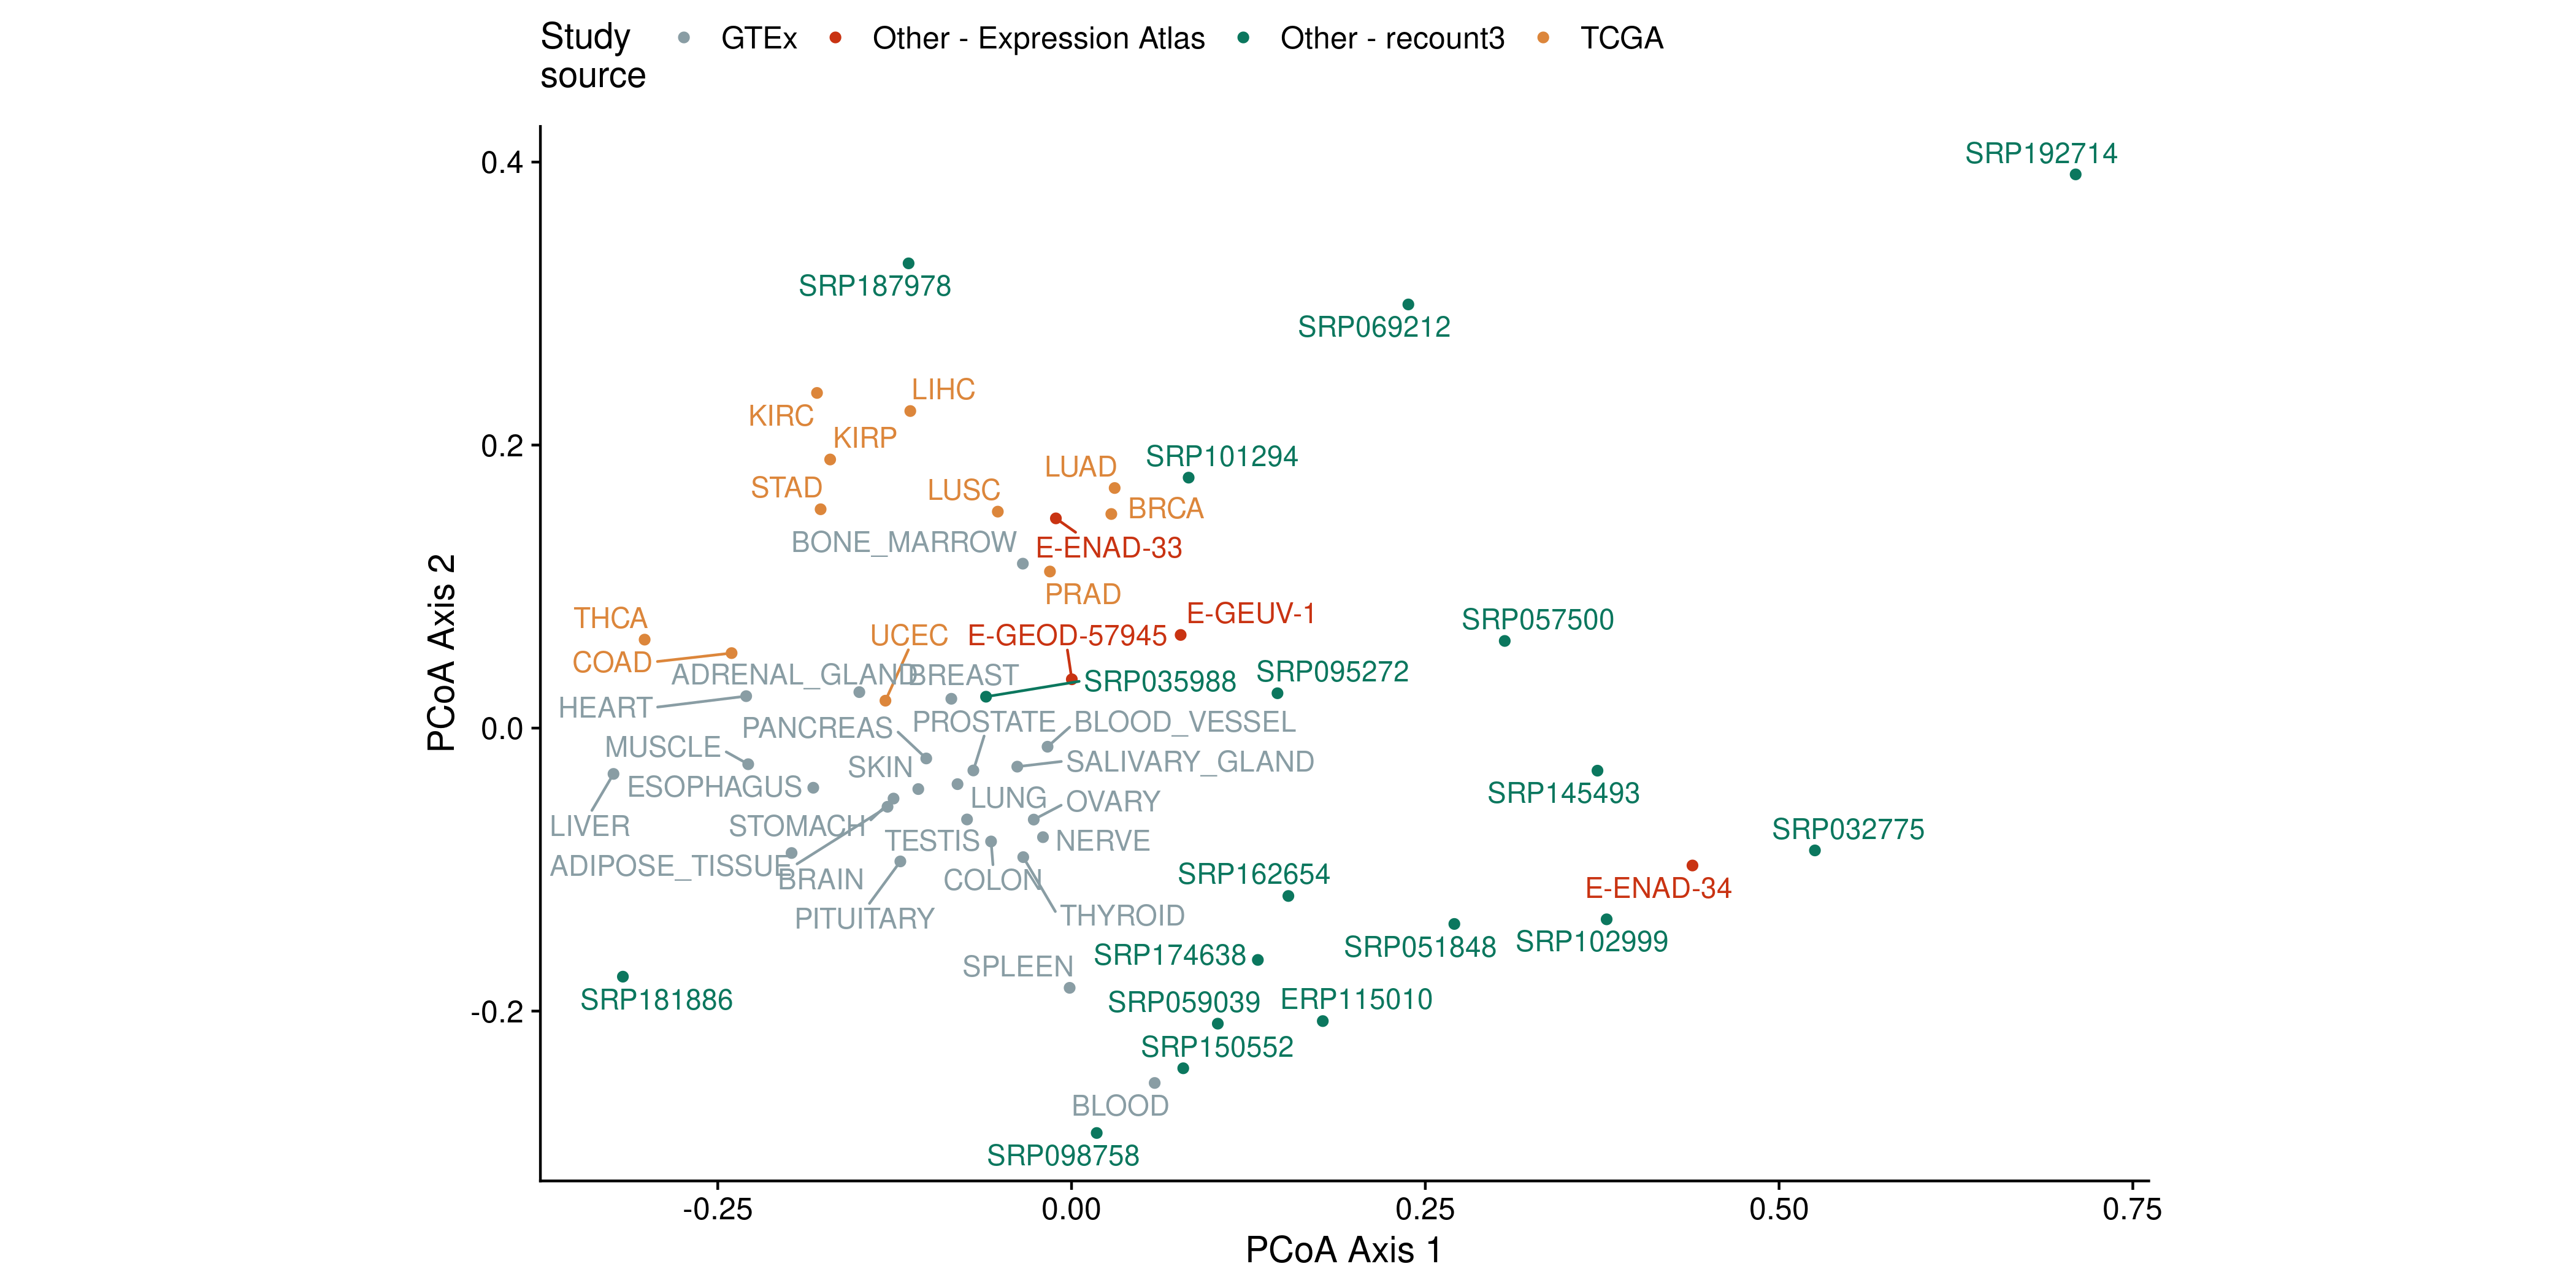 Study
source
GTEx
Other - Expression Atlas
Other - recount3
TCGA
PCoA Axis 2
0.4
0.2
0.0
-0.2
SRP192714
SRP187978
SRP069212
LIHC
KIRC
KIRP
SRP101294
LUAD
STAD
LUSC
BRCA
BONE_MARROW
E-ENAD-33
PRAD
E-GEUV-1
THCA
UCEC
E-GEOD-57945
SRP057500
COAD
ADRENAL_GLAND
BREAST
SRP035988
SRP095272
HEART
PANCREAS
PROSTATE
BLOOD_VESSEL
MUSCLE
SKIN
SALIVARY_GLAND
ESOPHAGUS
LUNG
OVARY
SRP145493
LIVER
STOMACH
TESTIS
NERVE
SRP032775
ADIPOSE_TISSUE
BRAIN
COLON
SRP162654
E-ENAD-34
PITUITARY
THYROID
SRP174638
SRP051848
SRP102999
SPLEEN
SRP181886
SRP059039
ERP115010
SRP150552
BLOOD
SRP098758
-0.25
0.00
0.25
0.50
0.75
PCoA Axis 1